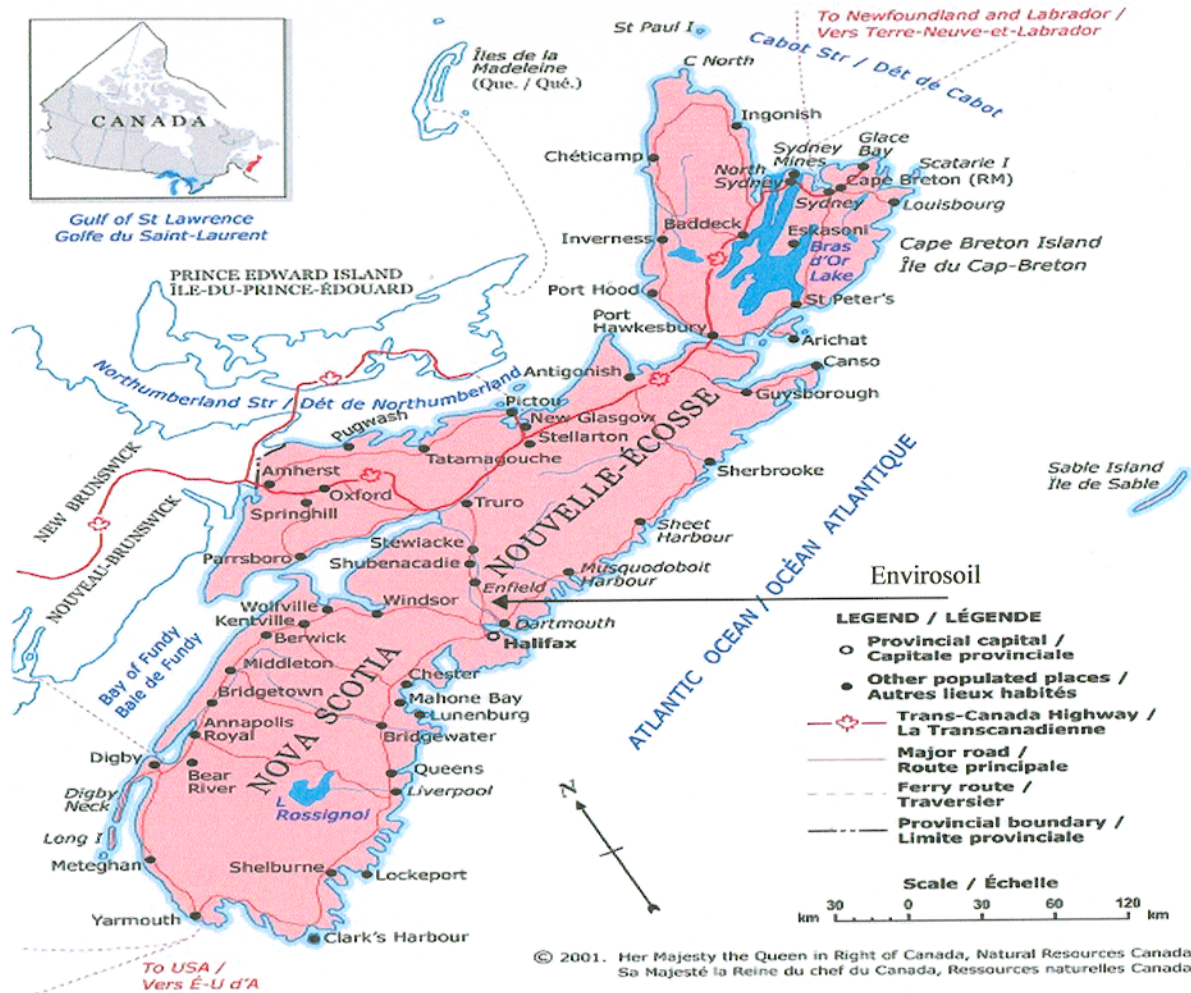 To Newfoundland and Labrador /
Vers Terre-Neuve-et-Labrador
St Paul I
Cabot Str / Dét de Cabot
Îles de la
Madeleine
(Que. / Qué.)
C North
CANADA
Ingonish
Glace
Bay
Sydney
Mines
Chéticamp
North
Sydney
Scatarie I
Cape Breton (RM)
Sydney
Louisbourg
Gulf of St Lawrence
Golfe du Saint-Laurent
Baddeck
Eskasoni
Inverness
Bras
d'Or
Lake
Cape Breton Island
Île du Cap-Breton
PRINCE EDWARD ISLAND
ÎLE-DU-PRINCE-ÉDOUARD
Port Hood
St Peter's
Port
Hawkesbury
Arichat
Canso
Northumberland Str / Dét de Northumberland
Antigonish
Guysborough
Pictou
New Glasgow
Stellarton
Pugwash
Tatamagouche
Amherst
Oxford
Springhill
Truro
Sherbrooke
NOUVELLE-ÉCOSSE
Sable Island
Île de Sable
NEW BRUNSWICK
NOUVEAU-BRUNSWICK
Sheet
Harbour
Stewiacke
Parrsboro
Shubenacadie
Musquodoboit
Harbour
Enfield
Envirosoil
ATLANTIC OCEAN / OCÉAN ATLANTIQUE
Wolfville
Windsor
Kentville
Dartmouth
Berwick
Halifax
Bay of Fundy
Baie de Fundy
Middleton
Chester
Bridgetown
Mahone Bay
Lunenburg
Annapolis
Royal
Bridgewater
NOVA SCOTIA
Digby
Bear
River
Queens
Liverpool
Digby
Neck
L
Rossignol
Long I
Meteghan
Shelburne
Lockeport
Yarmouth
Clark's Harbour
To USA /
Vers É-U d'A
N
LEGEND / LÉGENDE
Provincial capital /
Capitale provinciale
Other populated places /
Autres lieux habités
Trans-Canada Highway /
La Transcanadienne
Major road /
Route principale
Ferry route /
Traversier
Provincial boundary /
Limite provinciale
Scale / Échelle
km 30 0 30 60 120 km
© 2001. Her Majesty the Queen in Right of Canada, Natural Resources Canada
Sa Majesté la Reine du chef du Canada, Ressources naturelles Canada